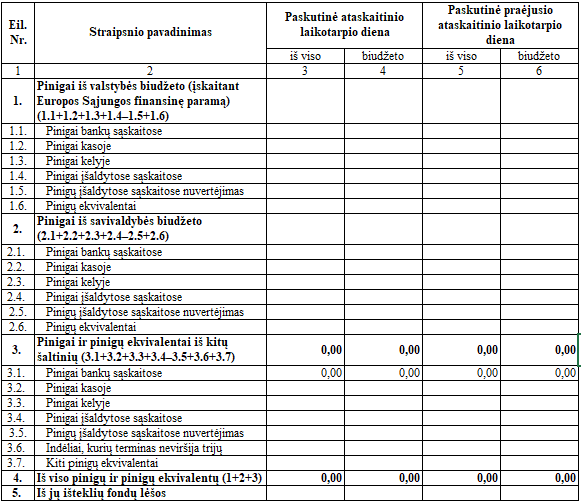 Eil. Nr. Straipsnio pavadinimas Paskutinė ataskaitinio laikotarpio diena Paskutinė praėjusio ataskaitinio laikotarpio diena
iš viso biudžeto iš viso biudžeto
1 2 3 4 5 6
1. Pinigai iš valstybės biudžeto (įskaitant
Europos Sąjungos finansinę paramą)
(1.1+1.2+1.3+1.4–1.5+1.6)
1.1. Pinigai bankų sąskaitose
1.2. Pinigai kasoje
1.3. Pinigai kelyje
1.4. Pinigai įšaldytose sąskaitose
1.5. Pinigų įšaldytose sąskaitose nuvertėjimas
1.6. Pinigų ekvivalentai
2. Pinigai iš savivaldybės biudžeto
(2.1+2.2+2.3+2.4–2.5+2.6)
2.1. Pinigai bankų sąskaitose
2.2. Pinigai kasoje
2.3. Pinigai kelyje
2.4. Pinigai įšaldytose sąskaitose
2.5. Pinigų įšaldytose sąskaitose nuvertėjimas
2.6. Pinigų ekvivalentai
3. Pinigai ir pinigų ekvivalentai iš kitų
šaltinių (3.1+3.2+3.3+3.4–3.5+3.6+3.7) 0,00 0,00 0,00 0,00
3.1. Pinigai bankų sąskaitose 0,00 0,00 0,00 0,00
3.2. Pinigai kasoje
3.3. Pinigai kelyje
3.4. Pinigai įšaldytose sąskaitose
3.5. Pinigų įšaldytose sąskaitose nuvertėjimas
3.6. Indėliai, kurių terminas neviršija trijų
3.7. Kiti pinigų ekvivalentai
4. Iš viso pinigų ir pinigų ekvivalentų (1+2+3) 0,00 0,00 0,00 0,00
5. Iš jų išteklių fondų lėšos